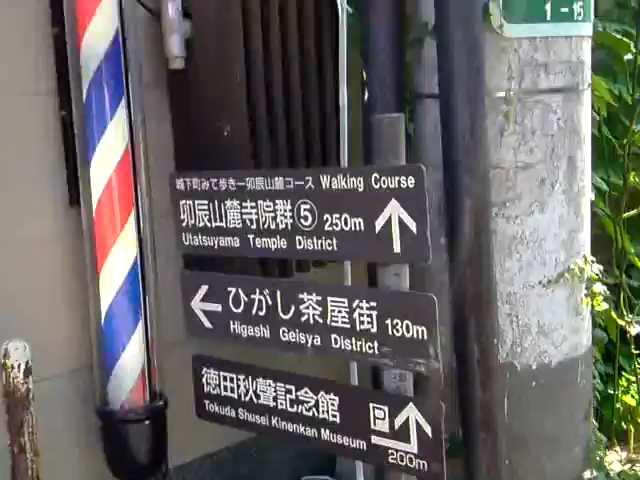 1-15
城下町みて歩きー卯辰山麓コース Walking Course
卯辰山麓寺院群⑤ 250m
Utatsuyama Temple District
ひがし茶屋街 130m
Higashi Geisya District
徳田秋聲記念館 P
Tokuda Shusei Kinenkan Museum
200m